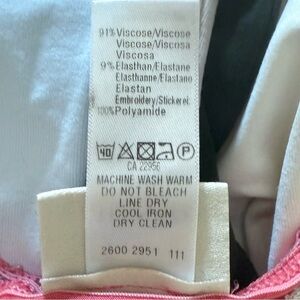 91%Viscose/Viscose
Viscose/Viscosa
Viscosa
9%Elasthan/Elastane
Elasthanne/Elastano
Elastan
Embroidery/Stickerei
100%Polyamide
40 P
CA 22956
MACHINE WASH WARM
DO NOT BLEACH
LINE DRY
COOL IRON
DRY CLEAN
2600 2951 111